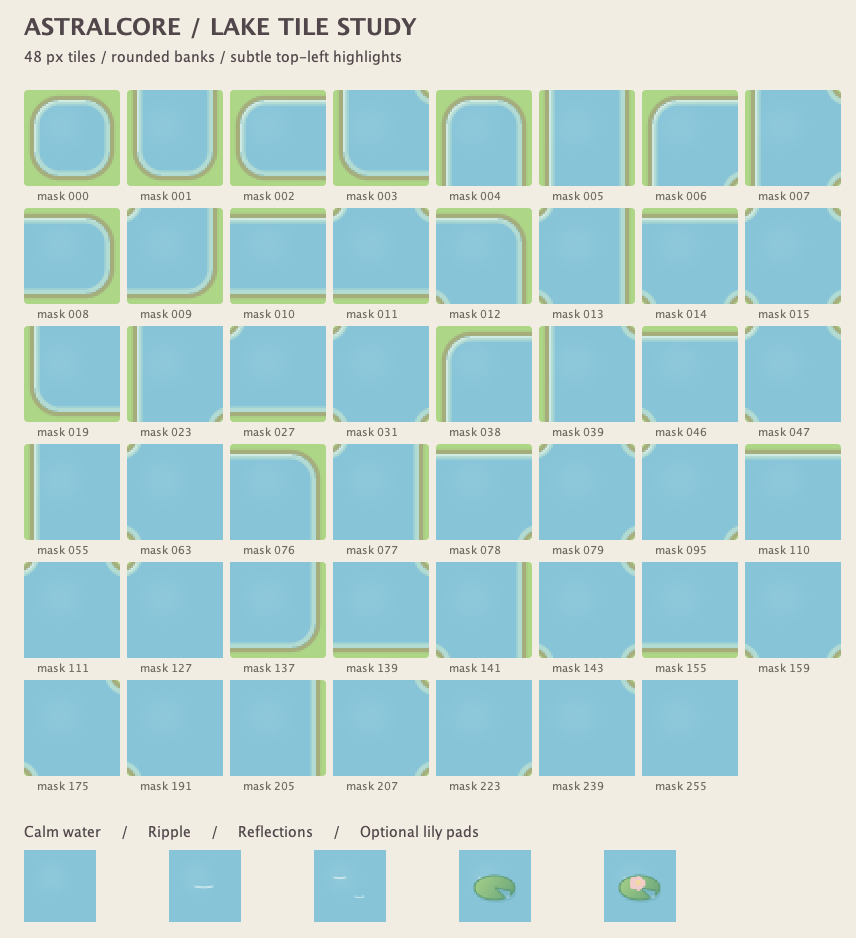 ASTRALCORE / LAKE TILE STUDY
48 px tiles / rounded banks / subtle top-left highlights
mask 000 mask 001 mask 002 mask 003 mask 004 mask 005 mask 006 mask 007
mask 008 mask 009 mask 010 mask 011 mask 012 mask 013 mask 014 mask 015
mask 019 mask 023 mask 027 mask 031 mask 038 mask 039 mask 046 mask 047
mask 055 mask 063 mask 076 mask 077 mask 078 mask 079 mask 095 mask 110
mask 111 mask 127 mask 137 mask 139 mask 141 mask 143 mask 155 mask 159
mask 175 mask 191 mask 205 mask 207 mask 223 mask 239 mask 255
Calm water / Ripple / Reflections / Optional lily pads